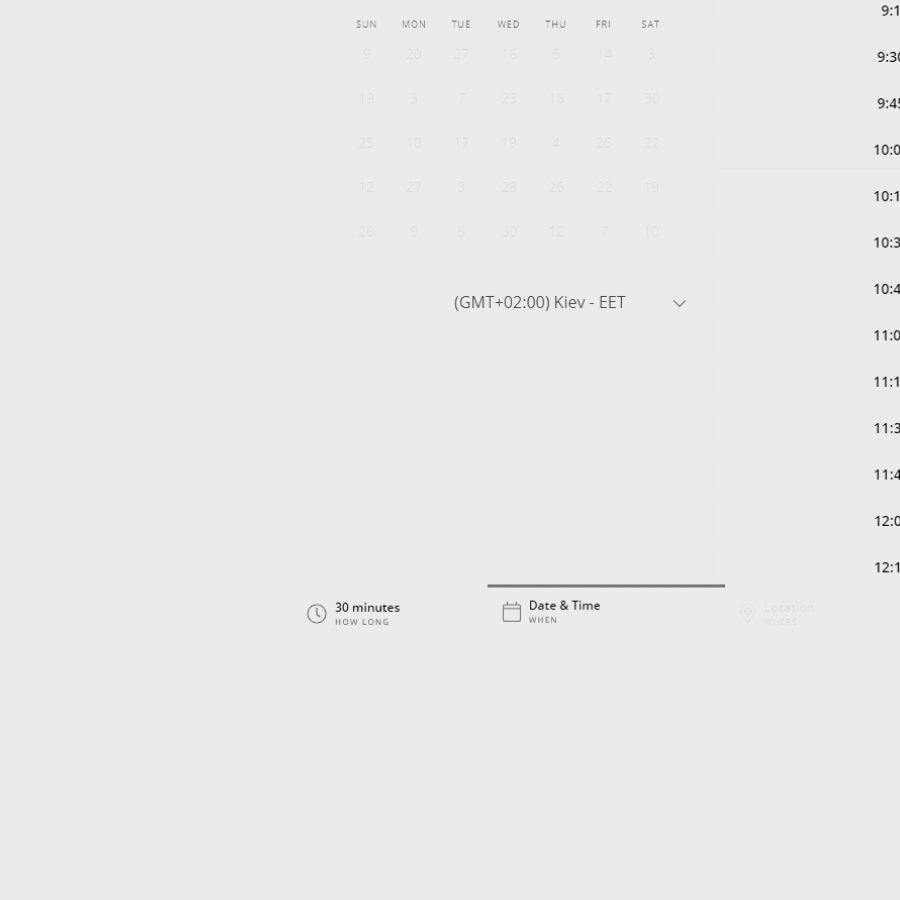 SUN MON TUE WED THU FRI SAT
9 20 27 16 5 14 3
19 3 7 23 18 17 30
25 10 17 19 4 26 22
12 27 3 28 26 22 19
26 9 5 30 12 7 10
(GMT+02:00) Kiev - EET
9:1
9:30
9:45
10:0
10:1
10:3
10:4
11:0
11:1
11:3
11:4
12:0
12:1
30 minutes
HOW LONG
Date & Time
WHEN
Location
WHERE